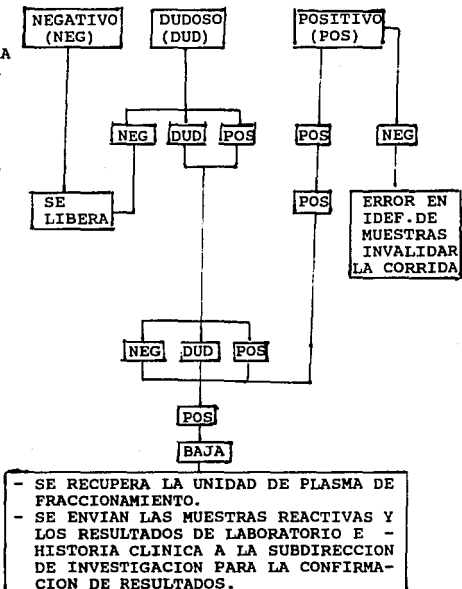 NEGATIVO
(NEG)
DUDOSO
(DUD)
POSITIVO
(POS)
A
NEG
DUD
POS
POS
NEG
SE
LIBERA
POS
ERROR EN
IDEF.DE
MUESTRAS
INVALIDAR
LA CORRIDA
NEG
DUD
POS
POS
BAJA
- SE RECUPERA LA UNIDAD DE PLASMA DE
FRACCIONAMIENTO.
- SE ENVIAN LAS MUESTRAS REACTIVAS Y
LOS RESULTADOS DE LABORATORIO E -
HISTORIA CLINICA A LA SUBDIRECCION
DE INVESTIGACION PARA LA CONFIRMA-
CION DE RESULTADOS.